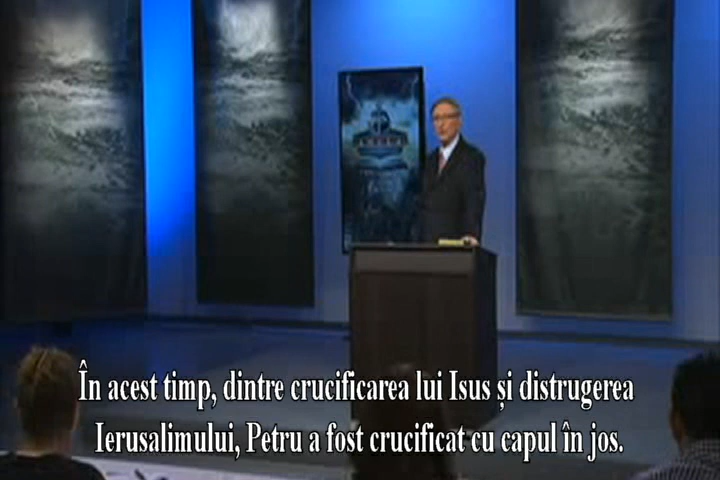 În acest timp, dintre crucificarea lui Isus și distrugerea
Ierusalimului, Petru a fost crucificat cu capul în jos.